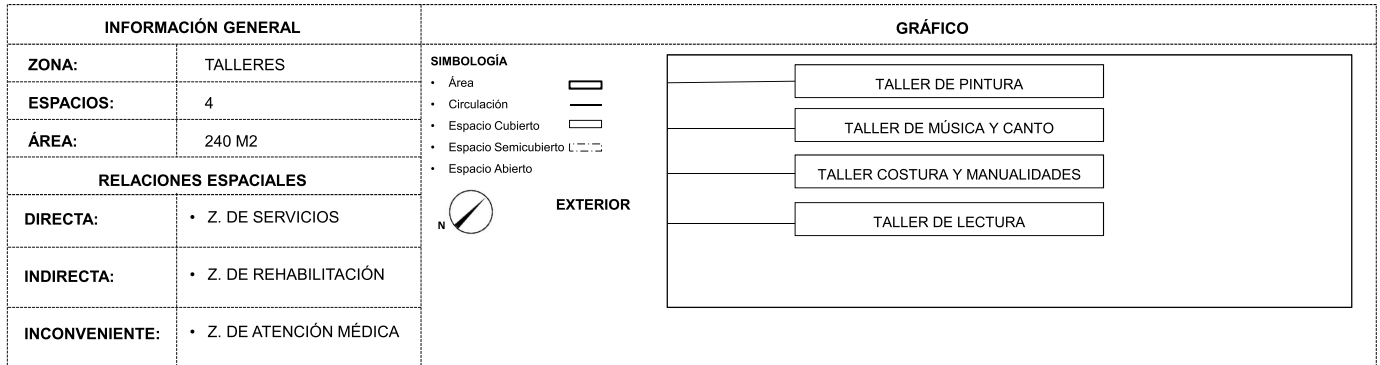 INFORMACIÓN GENERAL
ZONA: TALLERES
ESPACIOS: 4
ÁREA: 240 M2
RELACIONES ESPACIALES
DIRECTA: • Z. DE SERVICIOS
INDIRECTA: • Z. DE REHABILITACIÓN
INCONVENIENTE: • Z. DE ATENCIÓN MÉDICA
GRÁFICO
SIMBOLOGÍA
• Área
• Circulación
• Espacio Cubierto
• Espacio Semicubierto
• Espacio Abierto
N
EXTERIOR
TALLER DE PINTURA
TALLER DE MÚSICA Y CANTO
TALLER COSTURA Y MANUALIDADES
TALLER DE LECTURA